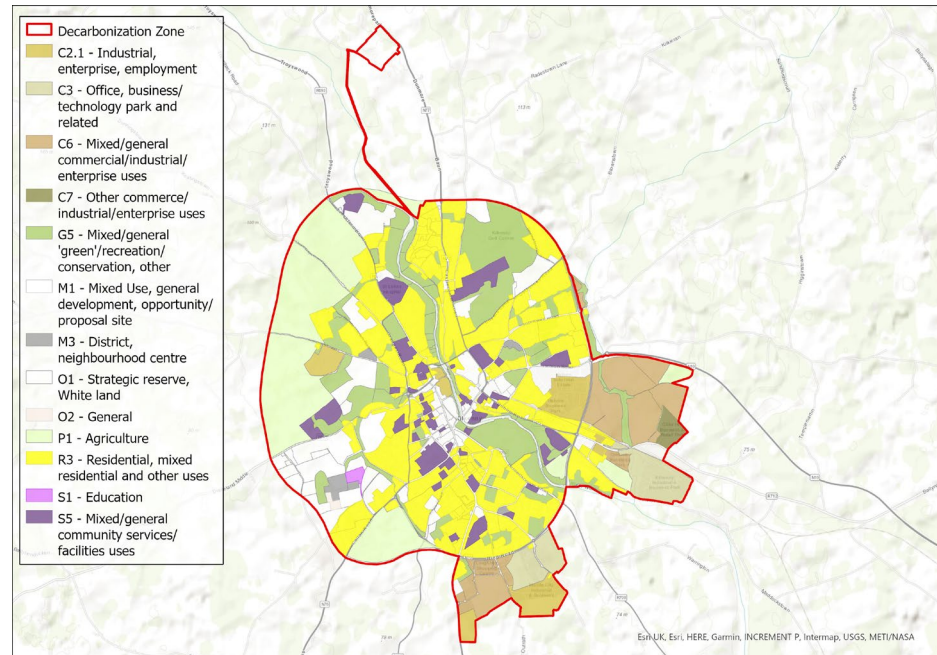 Decarbonization Zone
C2.1 - Industrial,
enterprise, employment
C3 - Office, business/
technology park and
related
C6 - Mixed/general
commercial/industrial/
enterprise uses
C7 - Other commerce/
industrial/enterprise uses
G5 - Mixed/general
'green'/recreation/
conservation, other
M1 - Mixed Use, general
development, opportunity/
proposal site
M3 - District,
neighbourhood centre
O1 - Strategic reserve,
White land
O2 - General
P1 - Agriculture
R3 - Residential, mixed
residential and other uses
S1 - Education
S5 - Mixed/general
community services/
facilities uses
Troyswood
113 m
Esri UK, Esri, HERE, Garmin, INCREMENT P, Intermap, USGS, METI/NASA